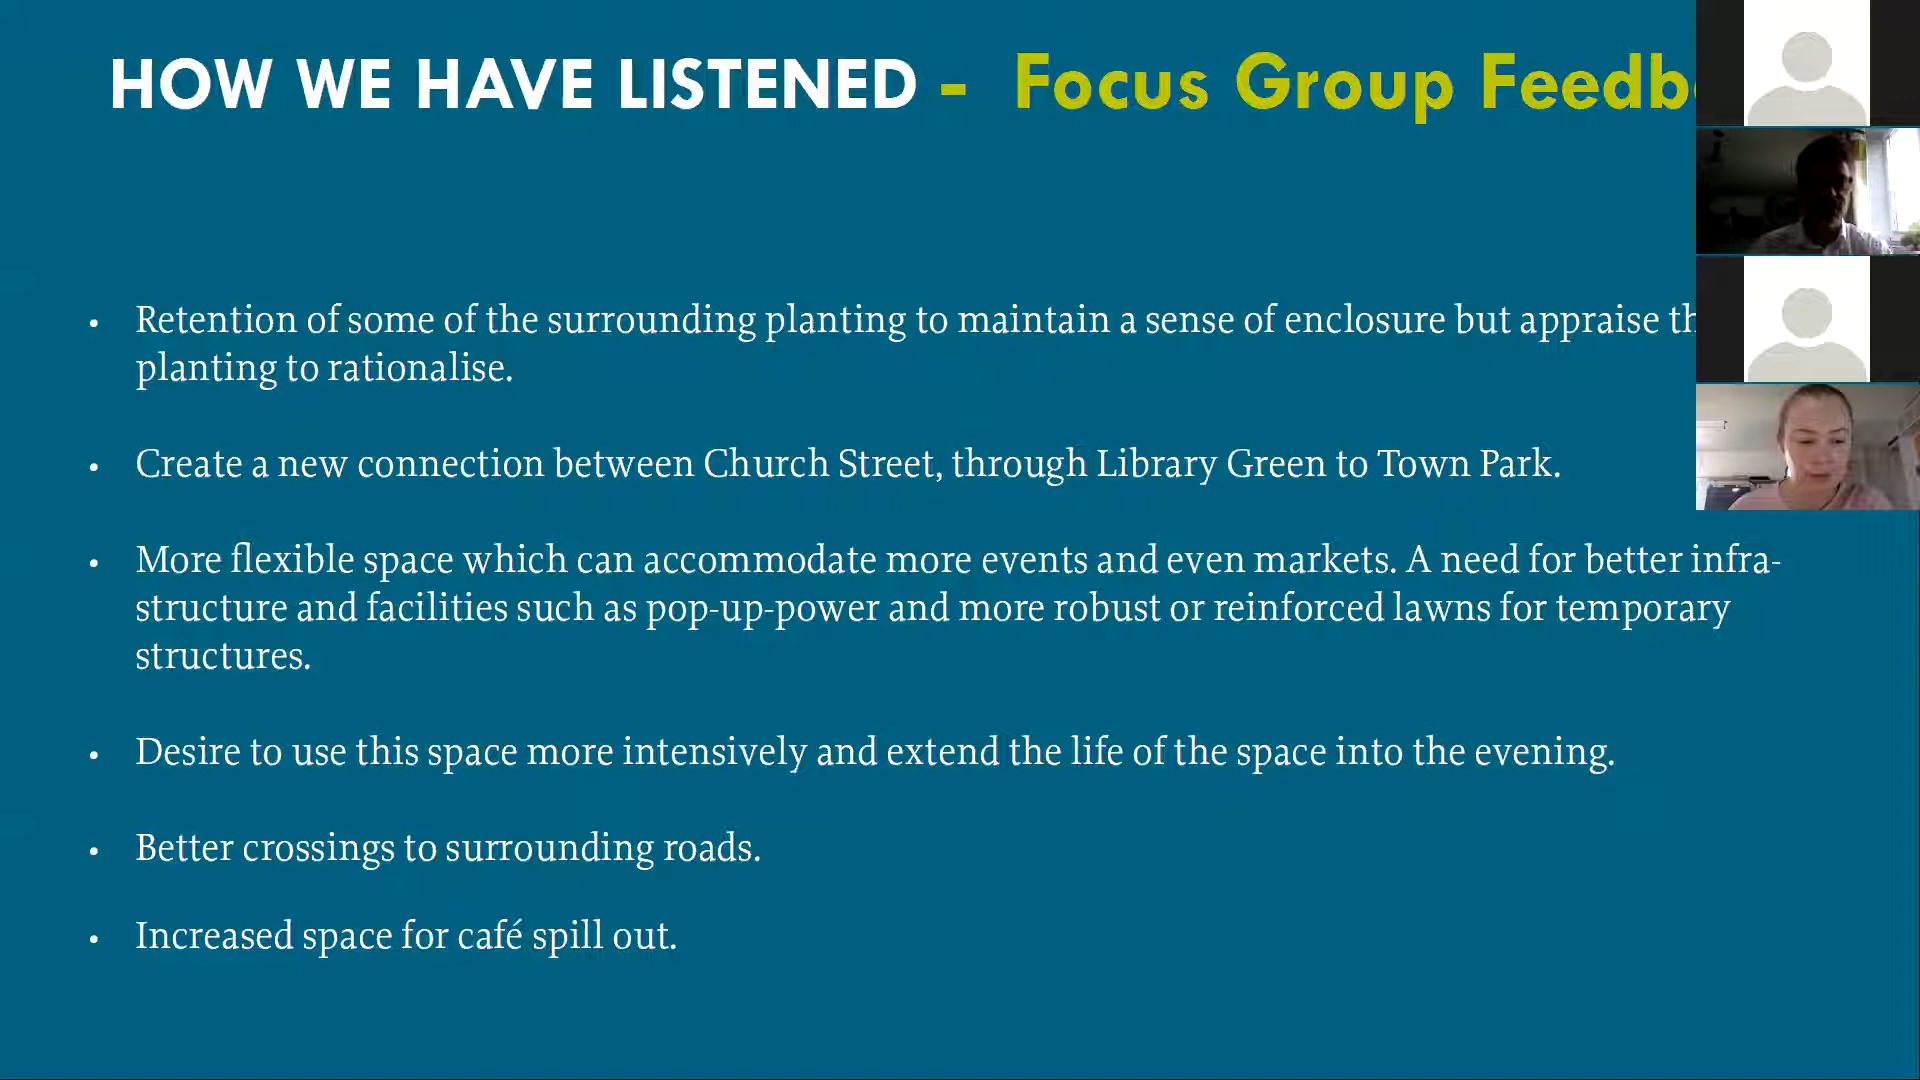 HOW WE HAVE LISTENED - Focus Group
• Retention of some of the surrounding planting to maintain a sense of enclosure but appraise
planting to rationalise.
• Create a new connection between Church Street, through Library Green to Town Park.
• More flexible space which can accommodate more events and even markets. A need for better infra-
structure and facilities such as pop-up-power and more robust or reinforced lawns for temporary
structures.
• Desire to use this space more intensively and extend the life of the space into the evening.
• Better crossings to surrounding roads.
• Increased space for café spill out.